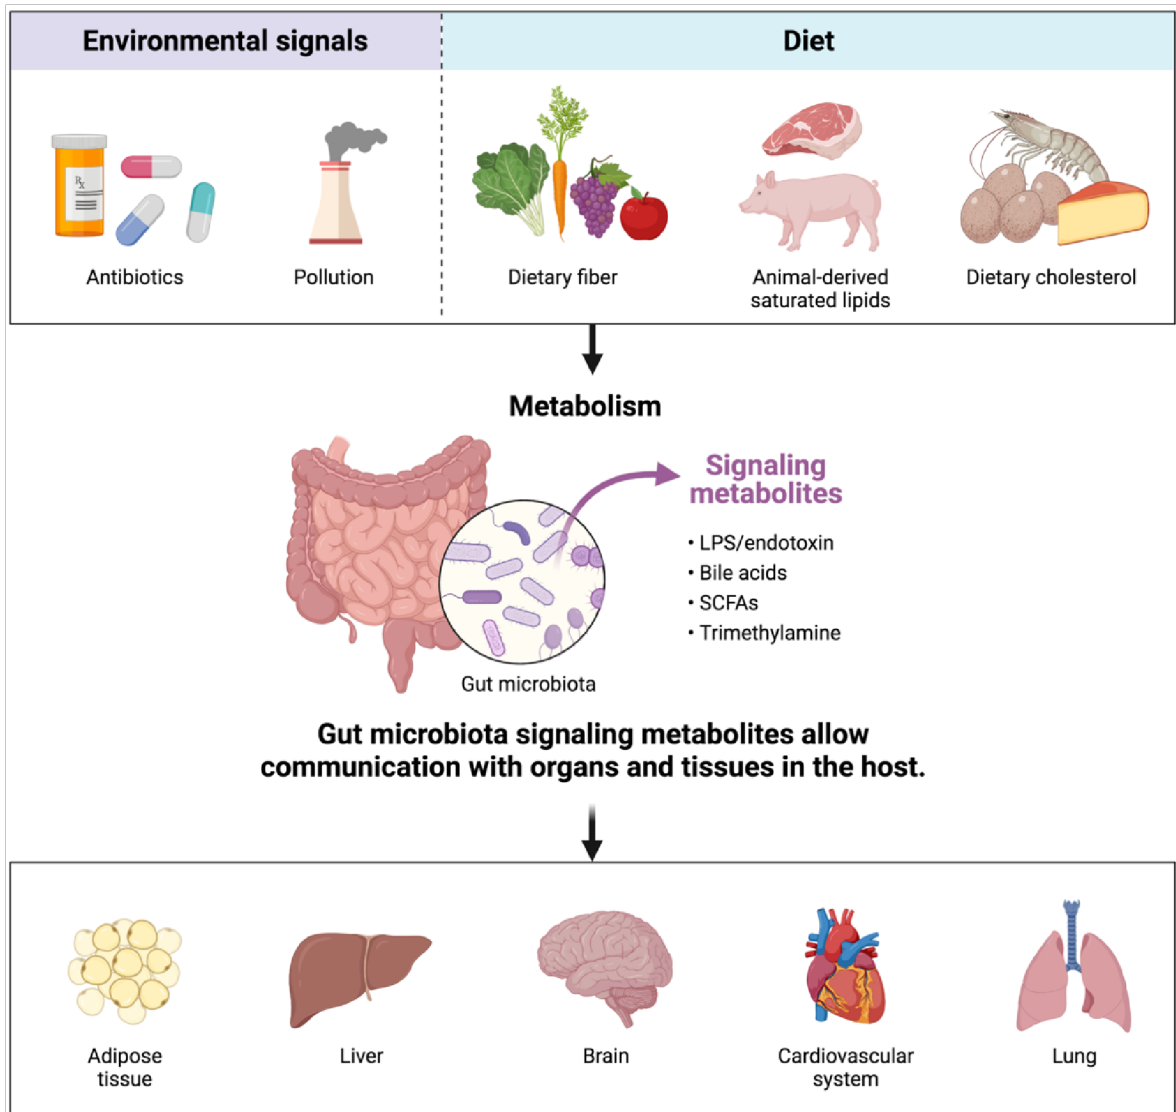 Environmental signals
Diet
Rx
Antibiotics
Pollution
Dietary fiber
Animal-derived
saturated lipids
Dietary cholesterol
Metabolism
Signaling
metabolites
• LPS/endotoxin
• Bile acids
• SCFAs
• Trimethylamine
Gut microbiota
Gut microbiota signaling metabolites allow
communication with organs and tissues in the host.
Adipose
tissue
Liver
Brain
Cardiovascular
system
Lung